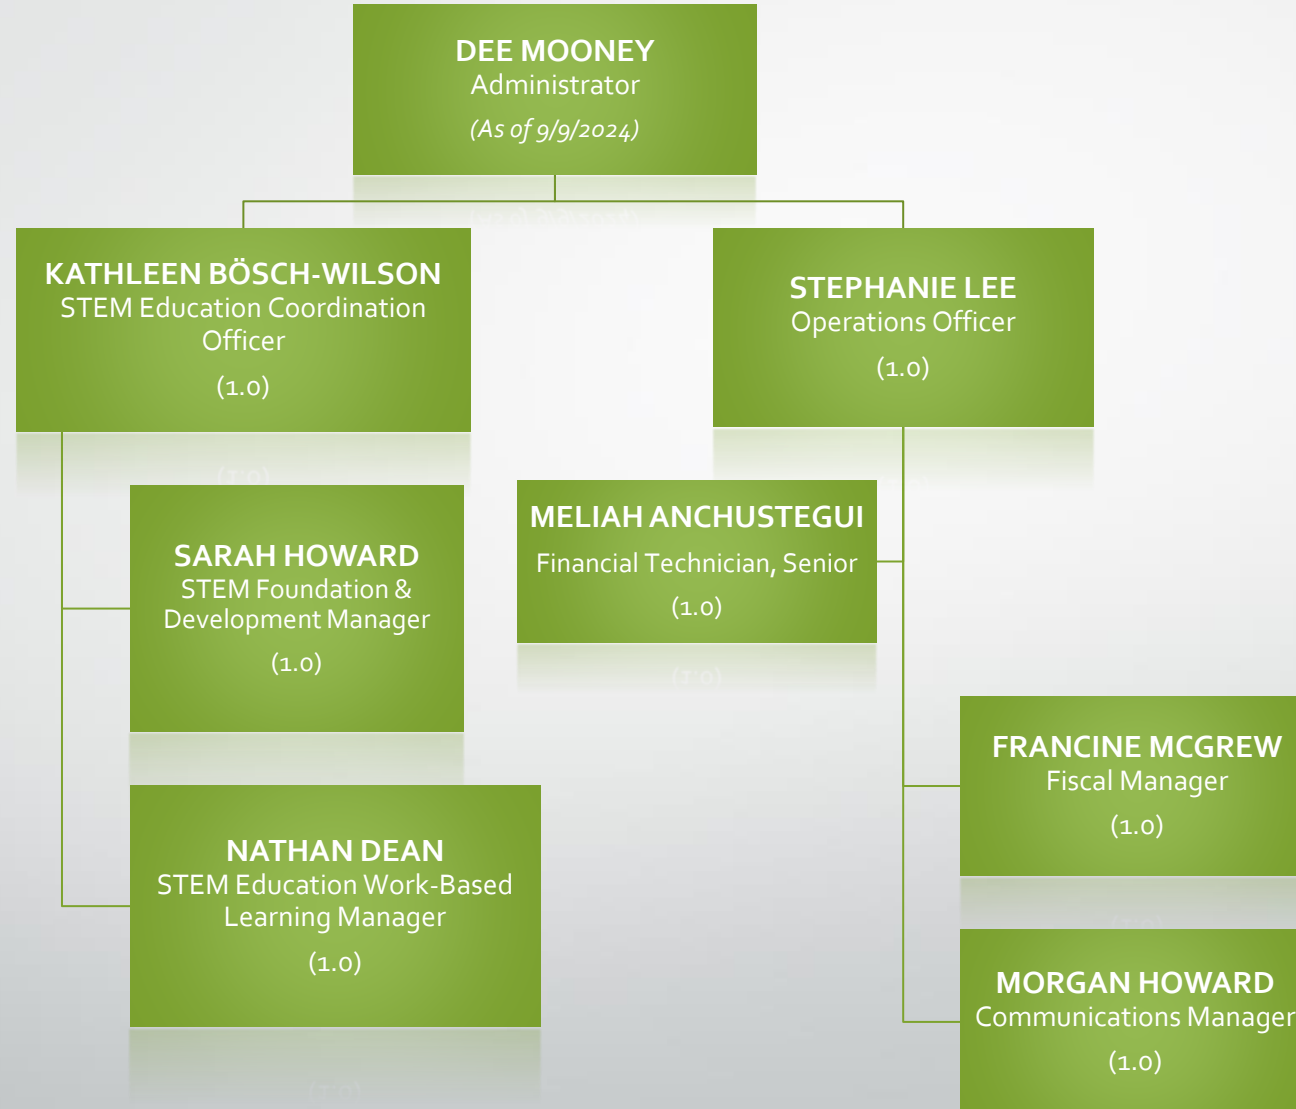 DEE MOONEY
Administrator
(As of 9/9/2024)
KATHLEEN BÖSCH-WILSON
STEM Education Coordination
Officer
(1.0)
STEPHANIE LEE
Operations Officer
(1.0)
SARAH HOWARD
STEM Foundation &
Development Manager
(1.0)
MELIAH ANCHUSTEGUI
Financial Technician, Senior
(1.0)
NATHAN DEAN
STEM Education Work-Based
Learning Manager
(1.0)
FRANCINE MCGREW
Fiscal Manager
(1.0)
MORGAN HOWARD
Communications Manager
(1.0)